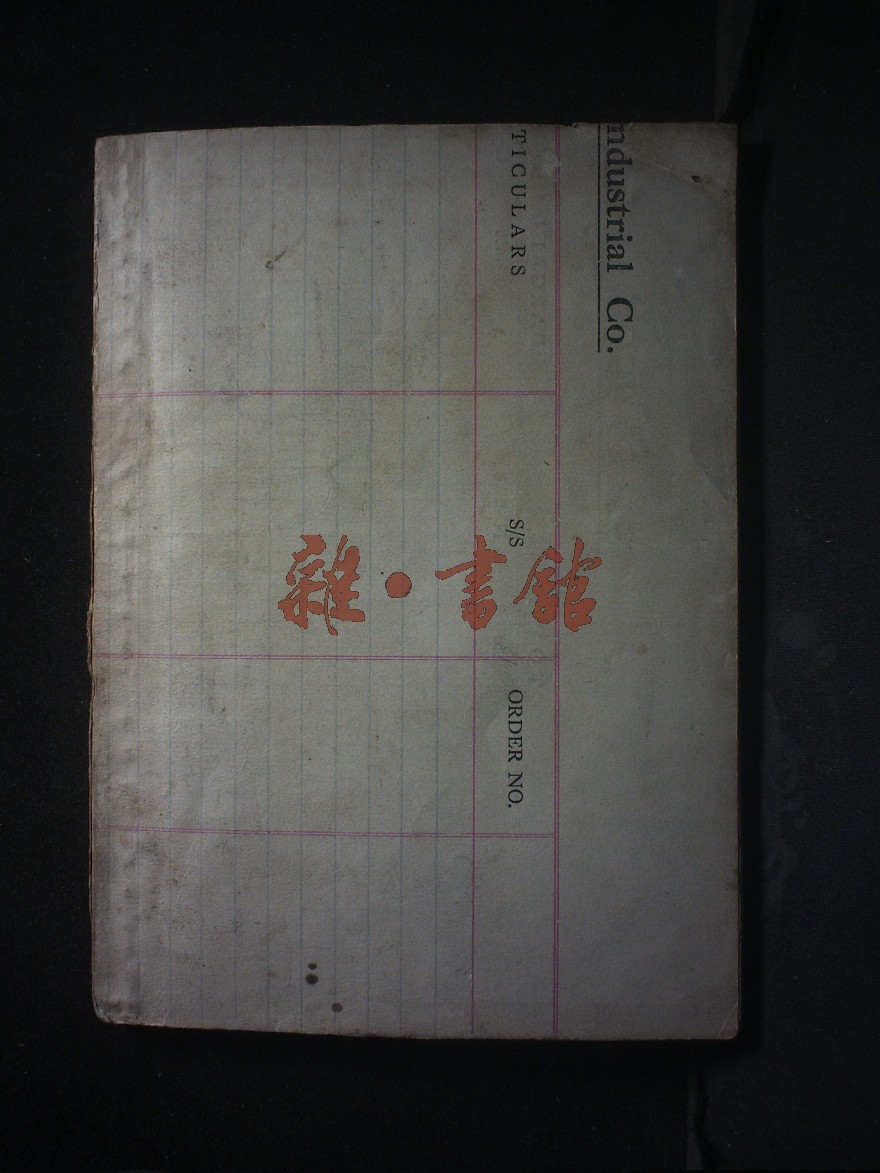 ndustrial Co.
TICULARS
S/S
ORDER NO.
雜·書館